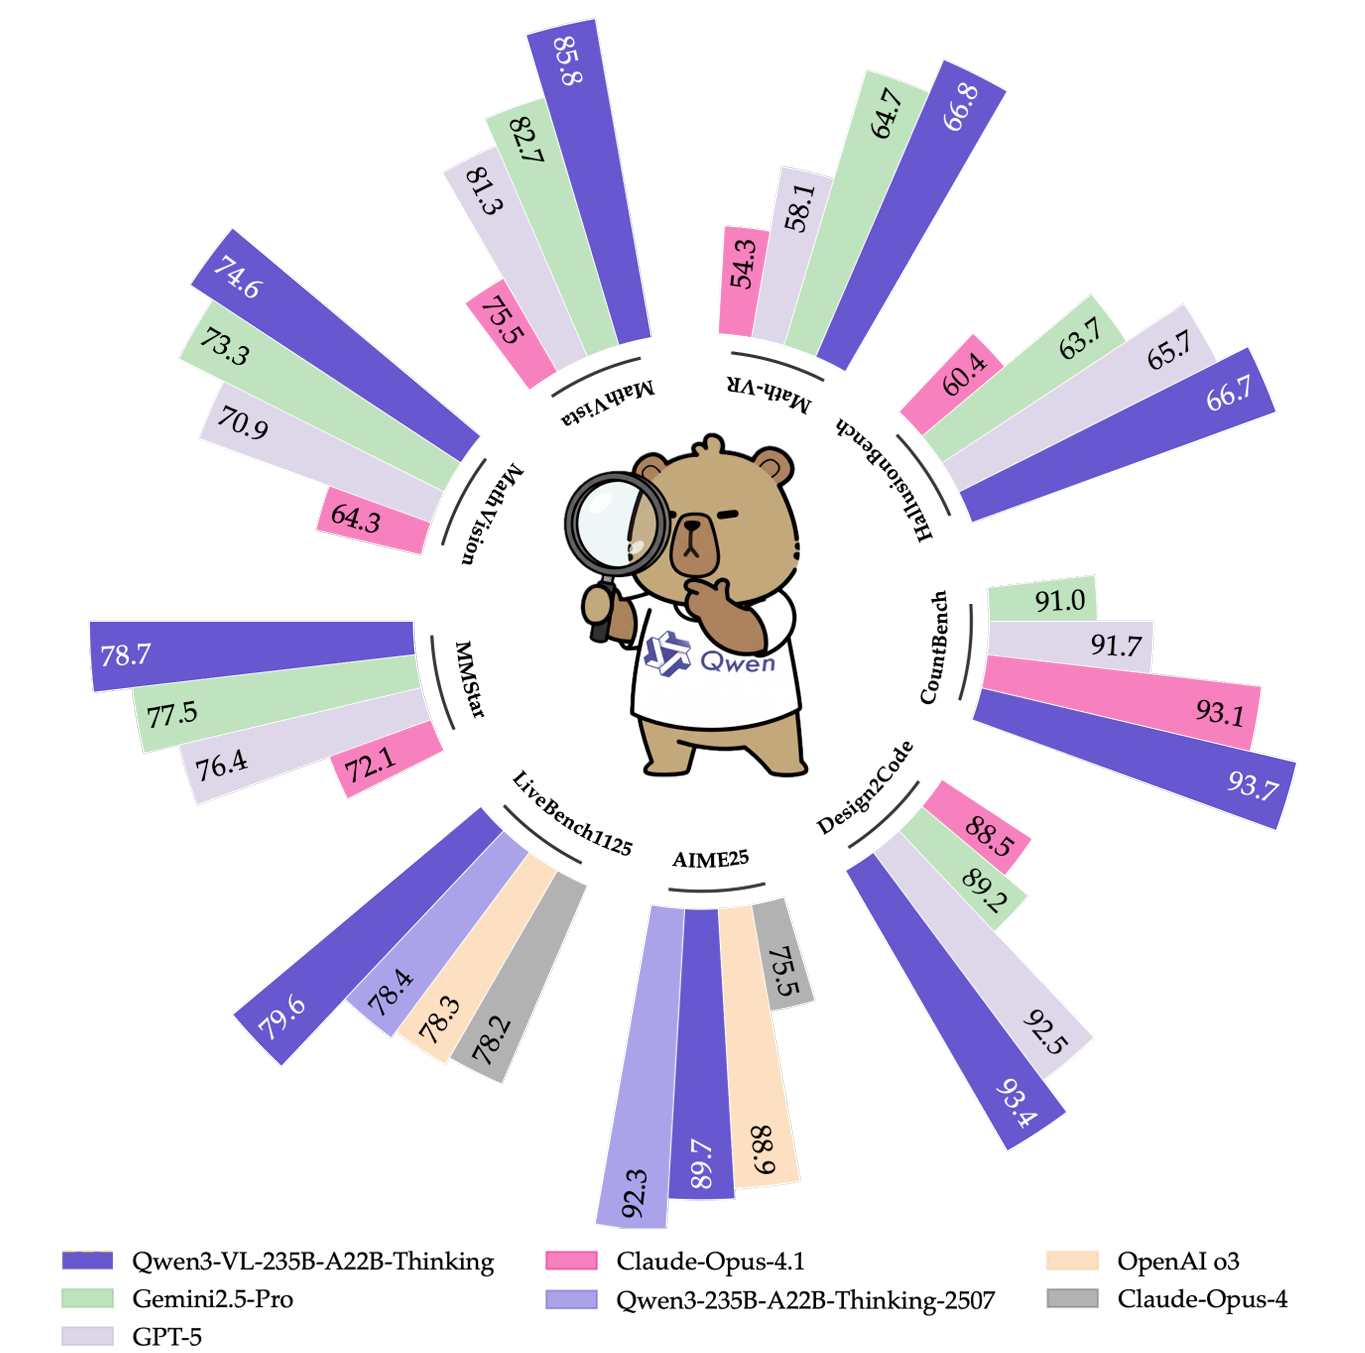 85.8
82.7
81.3
75.5
MathVista
54.3
58.1
64.7
66.8
Math-VR
60.4
63.7
65.7
66.7
HallusionBench
91.0
91.7
93.1
93.7
CountBench
88.5
89.2
92.5
93.4
Design2Code
75.5
88.9
89.7
92.3
AIME25
78.2
78.3
78.4
79.6
LiveBench1125
72.1
76.4
77.5
78.7
MMStar
64.3
70.9
73.3
74.6
MathVision
Qwen
Qwen3-VL-235B-A22B-Thinking
Gemini2.5-Pro
GPT-5
Claude-Opus-4.1
Qwen3-235B-A22B-Thinking-2507
OpenAI o3
Claude-Opus-4